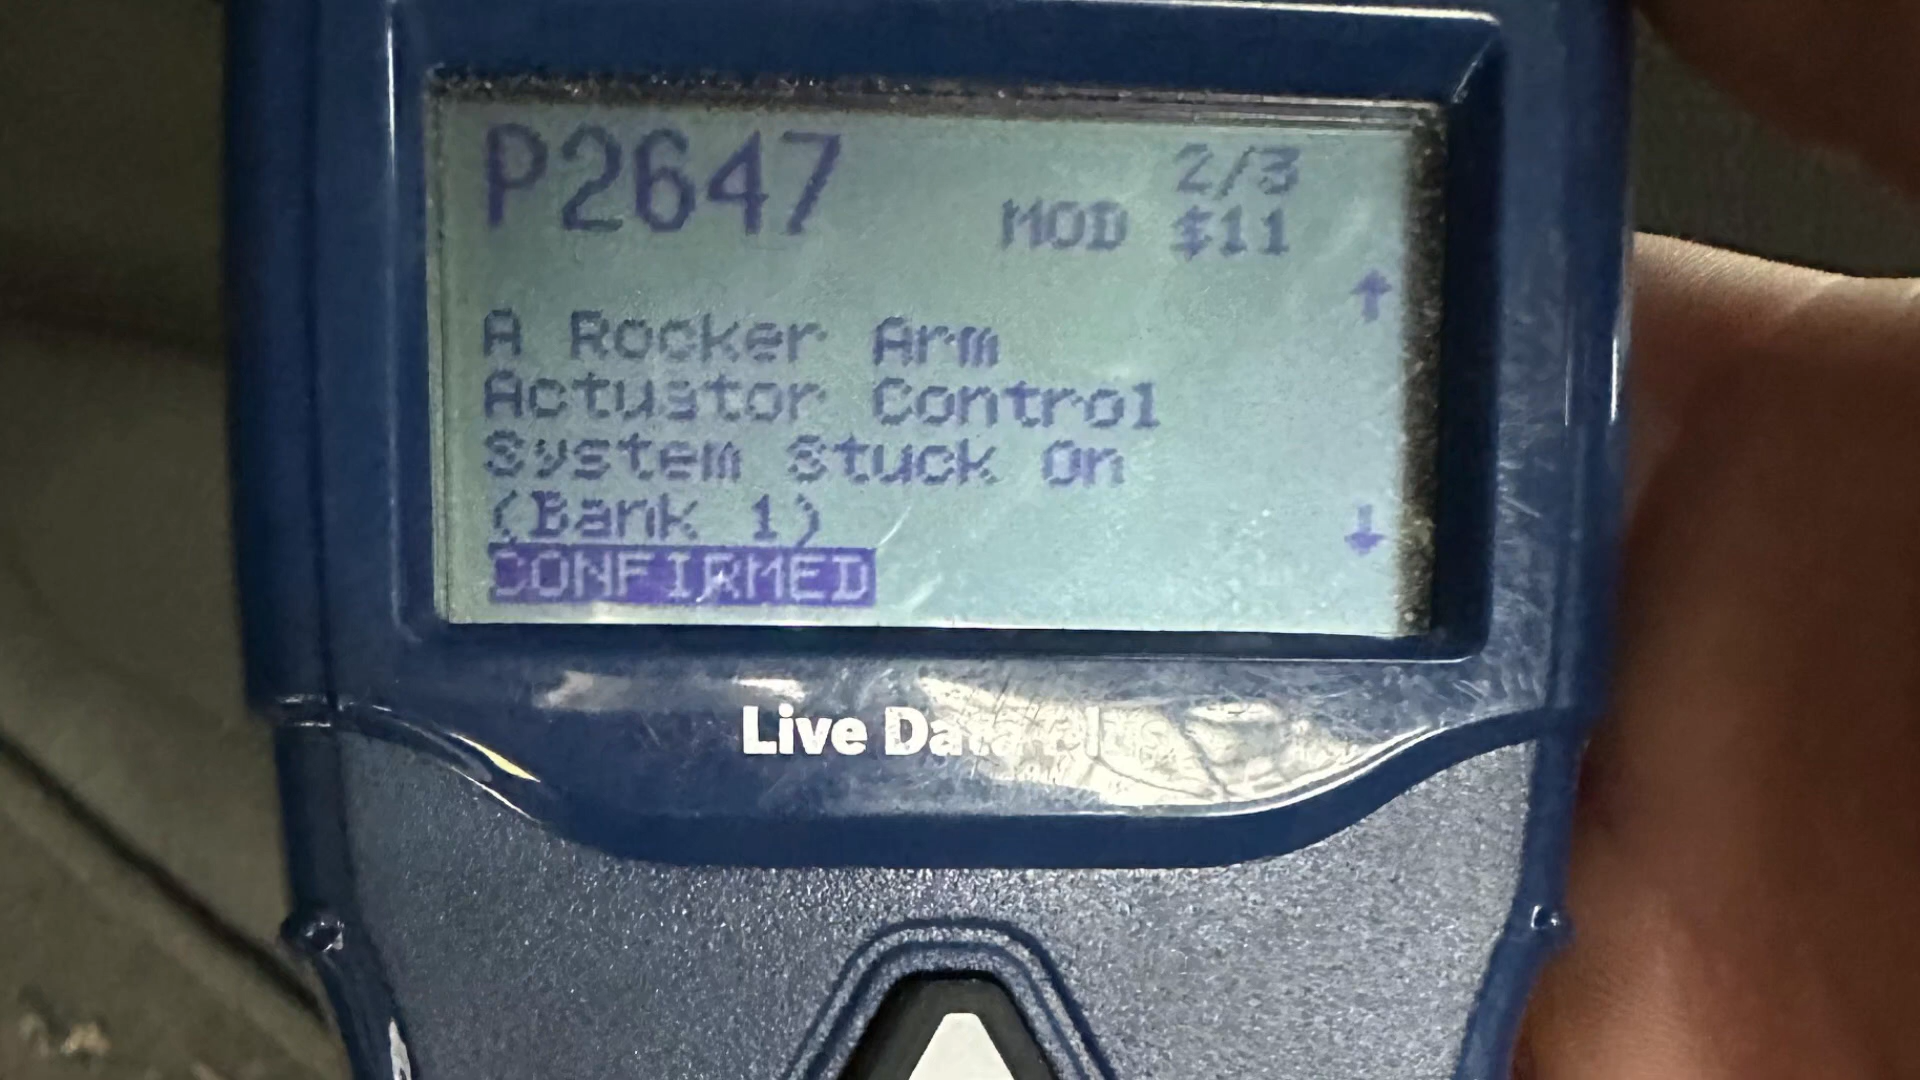 P2647
2/3
MOD $11
A Rocker Arm
Actuator Control
System Stuck On
(Bank 1)
CONFIRMED
Live Data